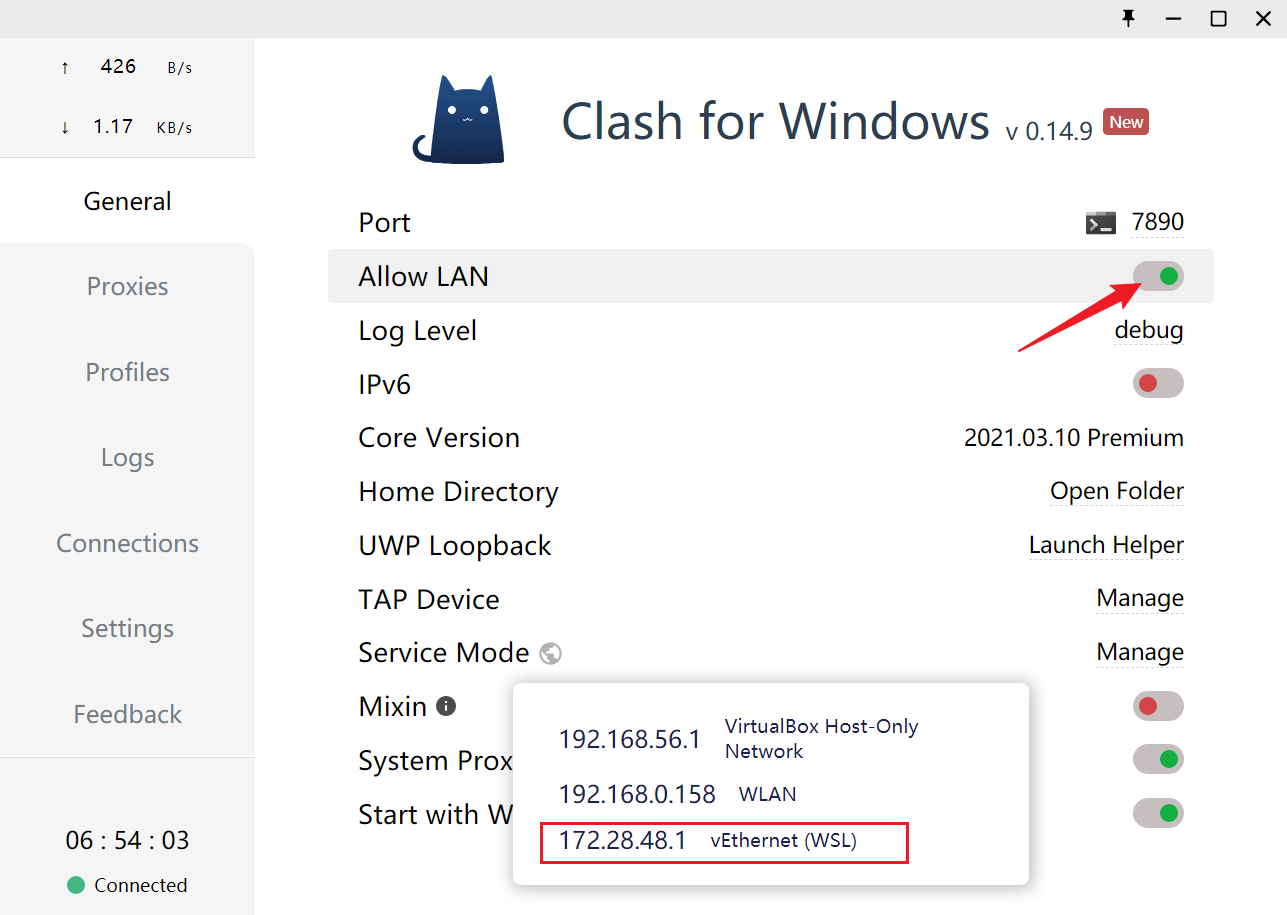 ↑ 426 B/s
↓ 1.17 KB/s
General
Proxies
Profiles
Logs
Connections
Settings
Feedback
06 : 54 : 03
Connected
Clash for Windows v 0.14.9 New
Port 7890
Allow LAN
Log Level debug
IPv6
Core Version 2021.03.10 Premium
Home Directory Open Folder
UWP Loopback Launch Helper
TAP Device Manage
Service Mode Manage
Mixin
System Prox
Start with W
192.168.56.1 VirtualBox Host-Only
Network
192.168.0.158 WLAN
172.28.48.1 vEthernet (WSL)